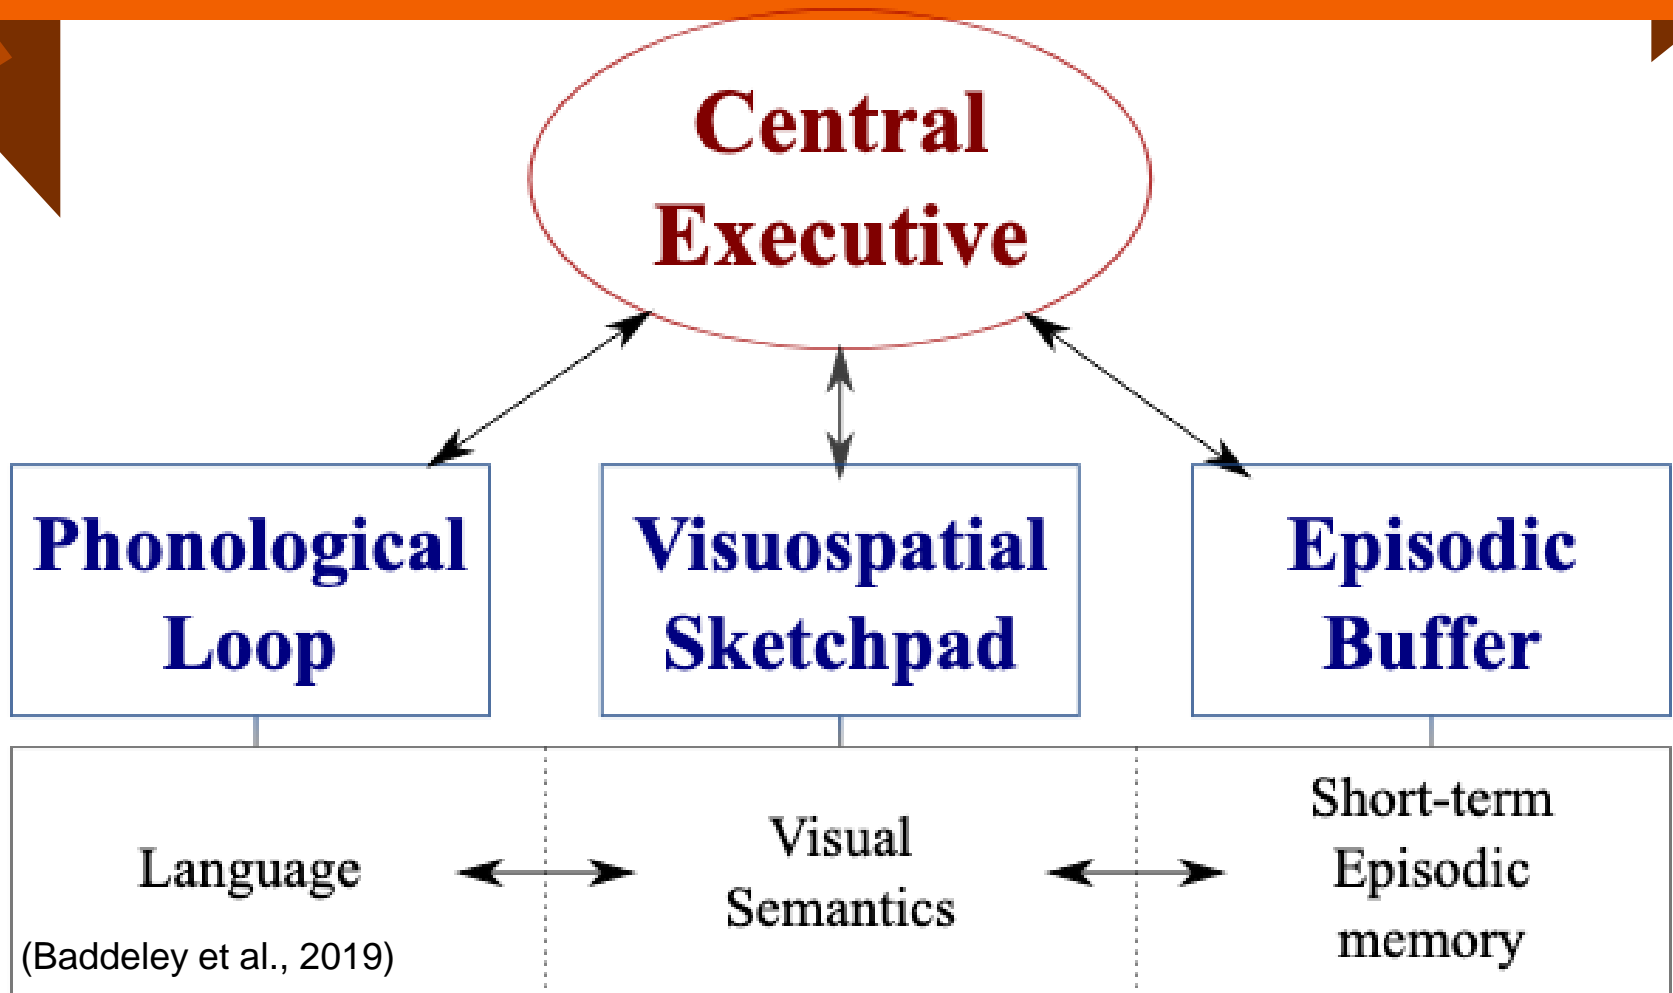 Central
Executive
Phonological
Loop
Visuospatial
Sketchpad
Episodic
Buffer
Language
Visual
Semantics
Short-term
Episodic
memory
(Baddeley et al., 2019)